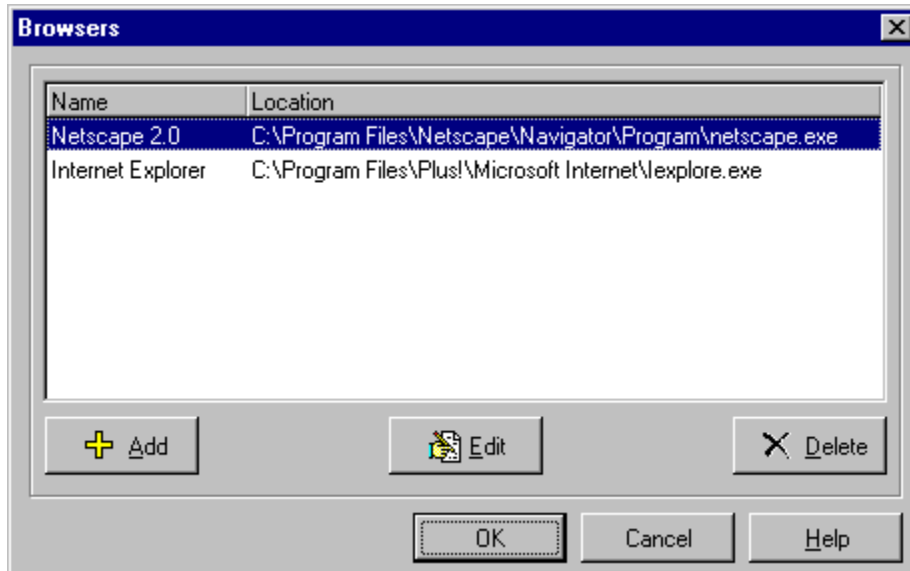 Browsers
Name Location
Netscape 2.0 C:\Program Files\Netscape\Navigator\Program\netscape.exe
Internet Explorer C:\Program Files\Plus!\Microsoft Internet\Iexplore.exe
Add Edit Delete
OK Cancel Help